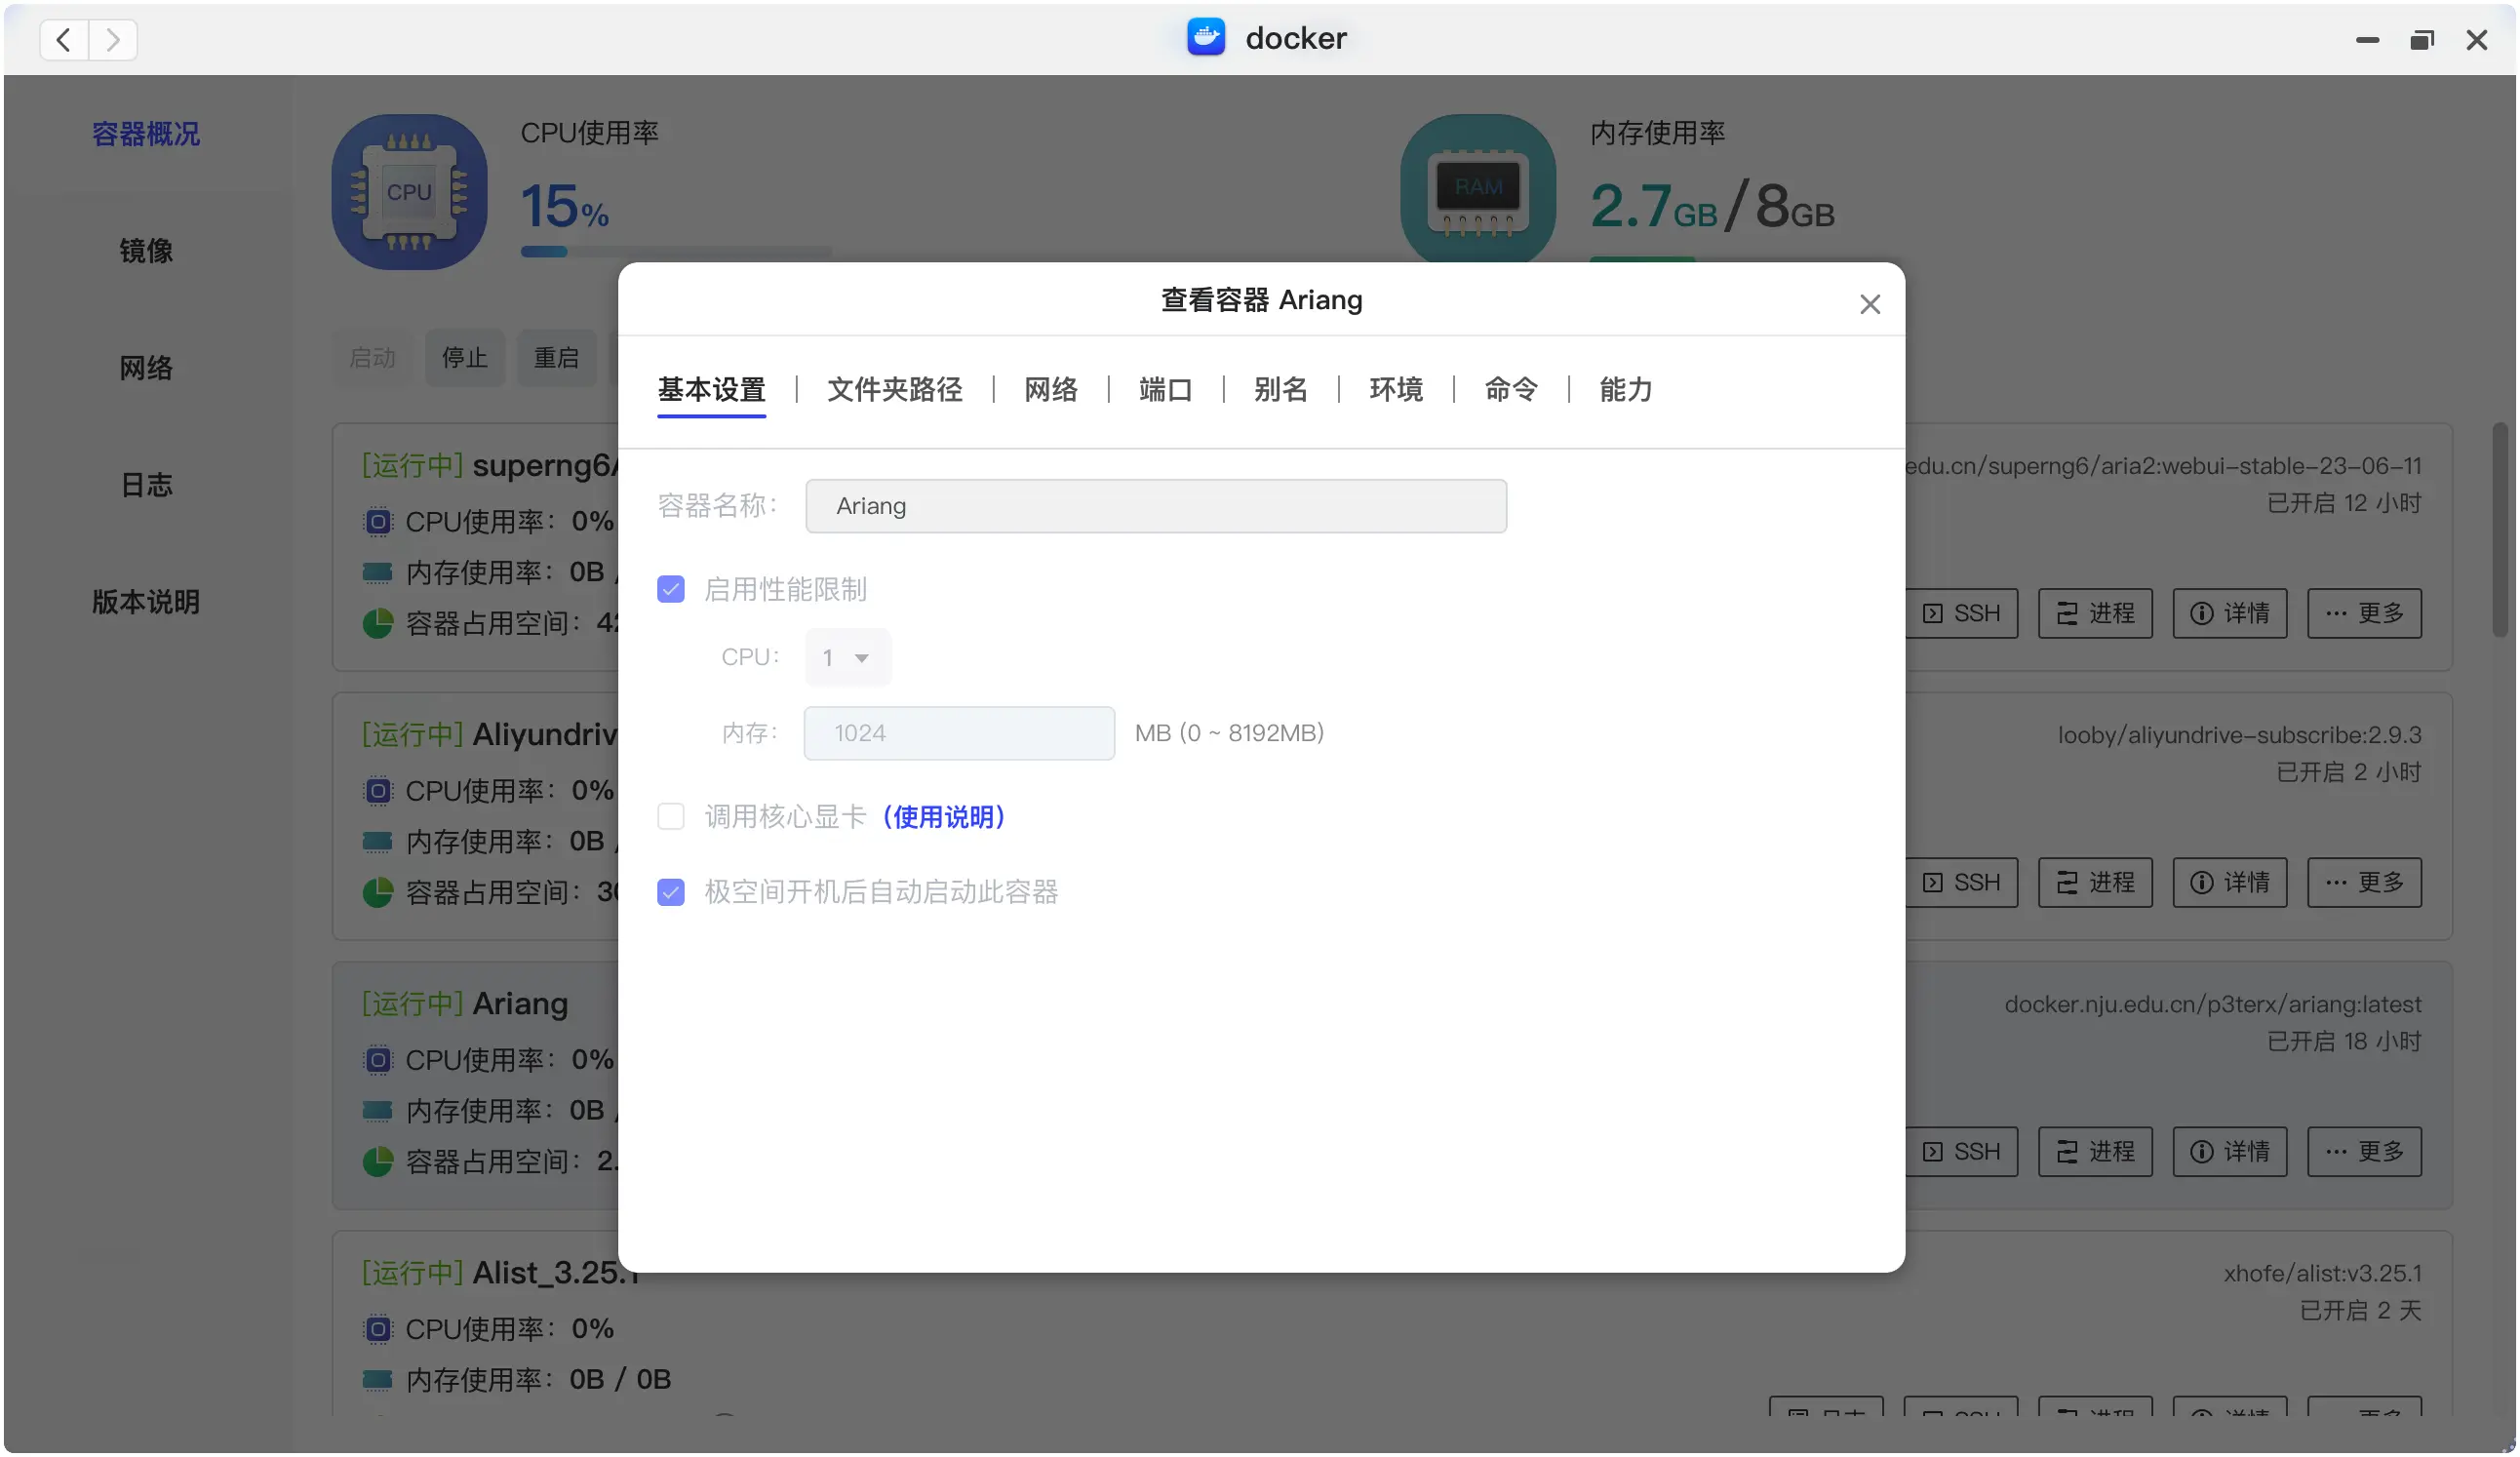 docker
容器概况
镜像
网络
日志
版本说明
CPU
CPU使用率
15%
RAM
内存使用率
2.7GB/8GB
启动
停止
重启
查看容器 Ariang
基本设置
文件夹路径
网络
端口
别名
环境
命令
能力
容器名称: Ariang
启用性能限制
CPU: 1
内存: 1024 MB (0 ~ 8192MB)
调用核心显卡 (使用说明)
极空间开机后自动启动此容器
[运行中] superng6/
edu.cn/superng6/aria2:webui-stable-23-06-11
已开启 12 小时
CPU使用率: 0%
内存使用率: 0B /
容器占用空间:
SSH 进程 详情 更多
[运行中] Aliyundriv
looby/aliyundrive-subscribe:2.9.3
已开启 2 小时
CPU使用率: 0%
内存使用率: 0B /
容器占用空间:
SSH 进程 详情 更多
[运行中] Ariang
docker.nju.edu.cn/p3terx/ariang:latest
已开启 18 小时
CPU使用率: 0%
内存使用率: 0B /
容器占用空间: 2.
SSH 进程 详情 更多
[运行中] Alist_3.25.1
xhofe/alist:v3.25.1
已开启 2 天
CPU使用率: 0%
内存使用率: 0B / 0B